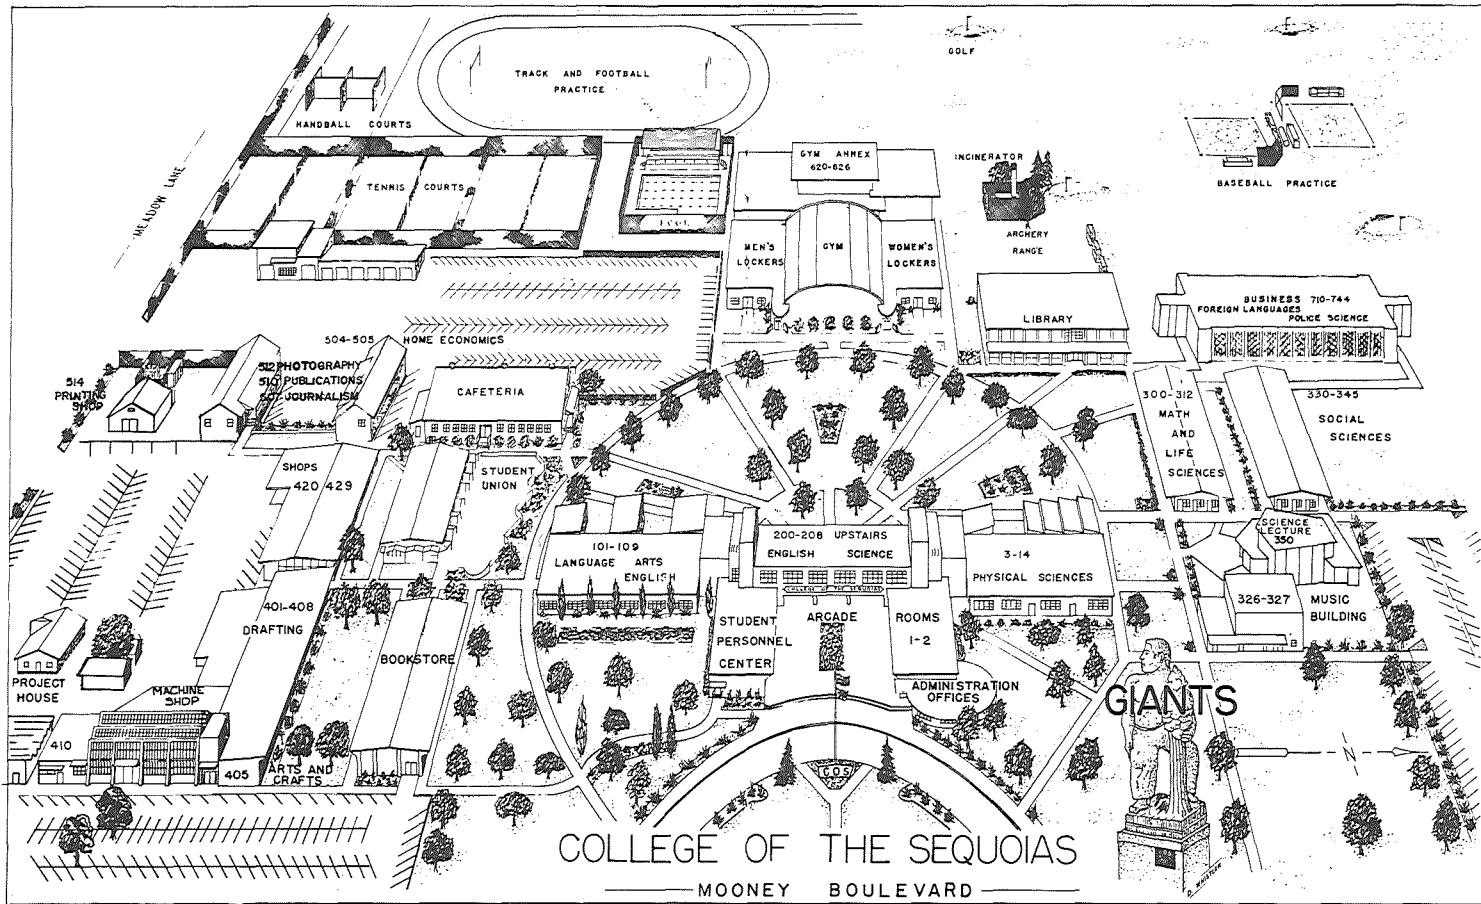 GOLF
TRACK AND FOOTBALL
PRACTICE
HANDBALL COURTS
MEADOW LANE
TENNIS COURTS
POOL
GYM ANNEX
620-626
INCINERATOR
ARCHERY
RANGE
BASEBALL PRACTICE
MEN'S
LOCKERS
GYM
WOMEN'S
LOCKERS
LIBRARY
BUSINESS 710-744
FOREIGN LANGUAGES
POLICE SCIENCE
504-505 HOME ECONOMICS
512 PHOTOGRAPHY
510 PUBLICATIONS
507 JOURNALISM
514
PRINTING
SHOP
CAFETERIA
300-312
MATH
AND
LIFE
SCIENCES
330-345
SOCIAL
SCIENCES
SHOPS
420/429
STUDENT
UNION
101-109
LANGUAGE ARTS
ENGLISH
200-208 UPSTAIRS
ENGLISH SCIENCE
COLLEGE OF THE SEQUOIAS
3-14
PHYSICAL SCIENCES
SCIENCE
LECTURE
350
326-327
MUSIC
BUILDING
401-408
DRAFTING
BOOKSTORE
STUDENT
PERSONNEL
CENTER
ARCADE
ROOMS
1-2
ADMINISTRATION
OFFICES
PROJECT
HOUSE
MACHINE
SHOP
410
405
ARTS AND
CRAFTS
GIANTS
N
COS
COLLEGE OF THE SEQUOIAS
MOONEY BOULEVARD
D. WHISTLER